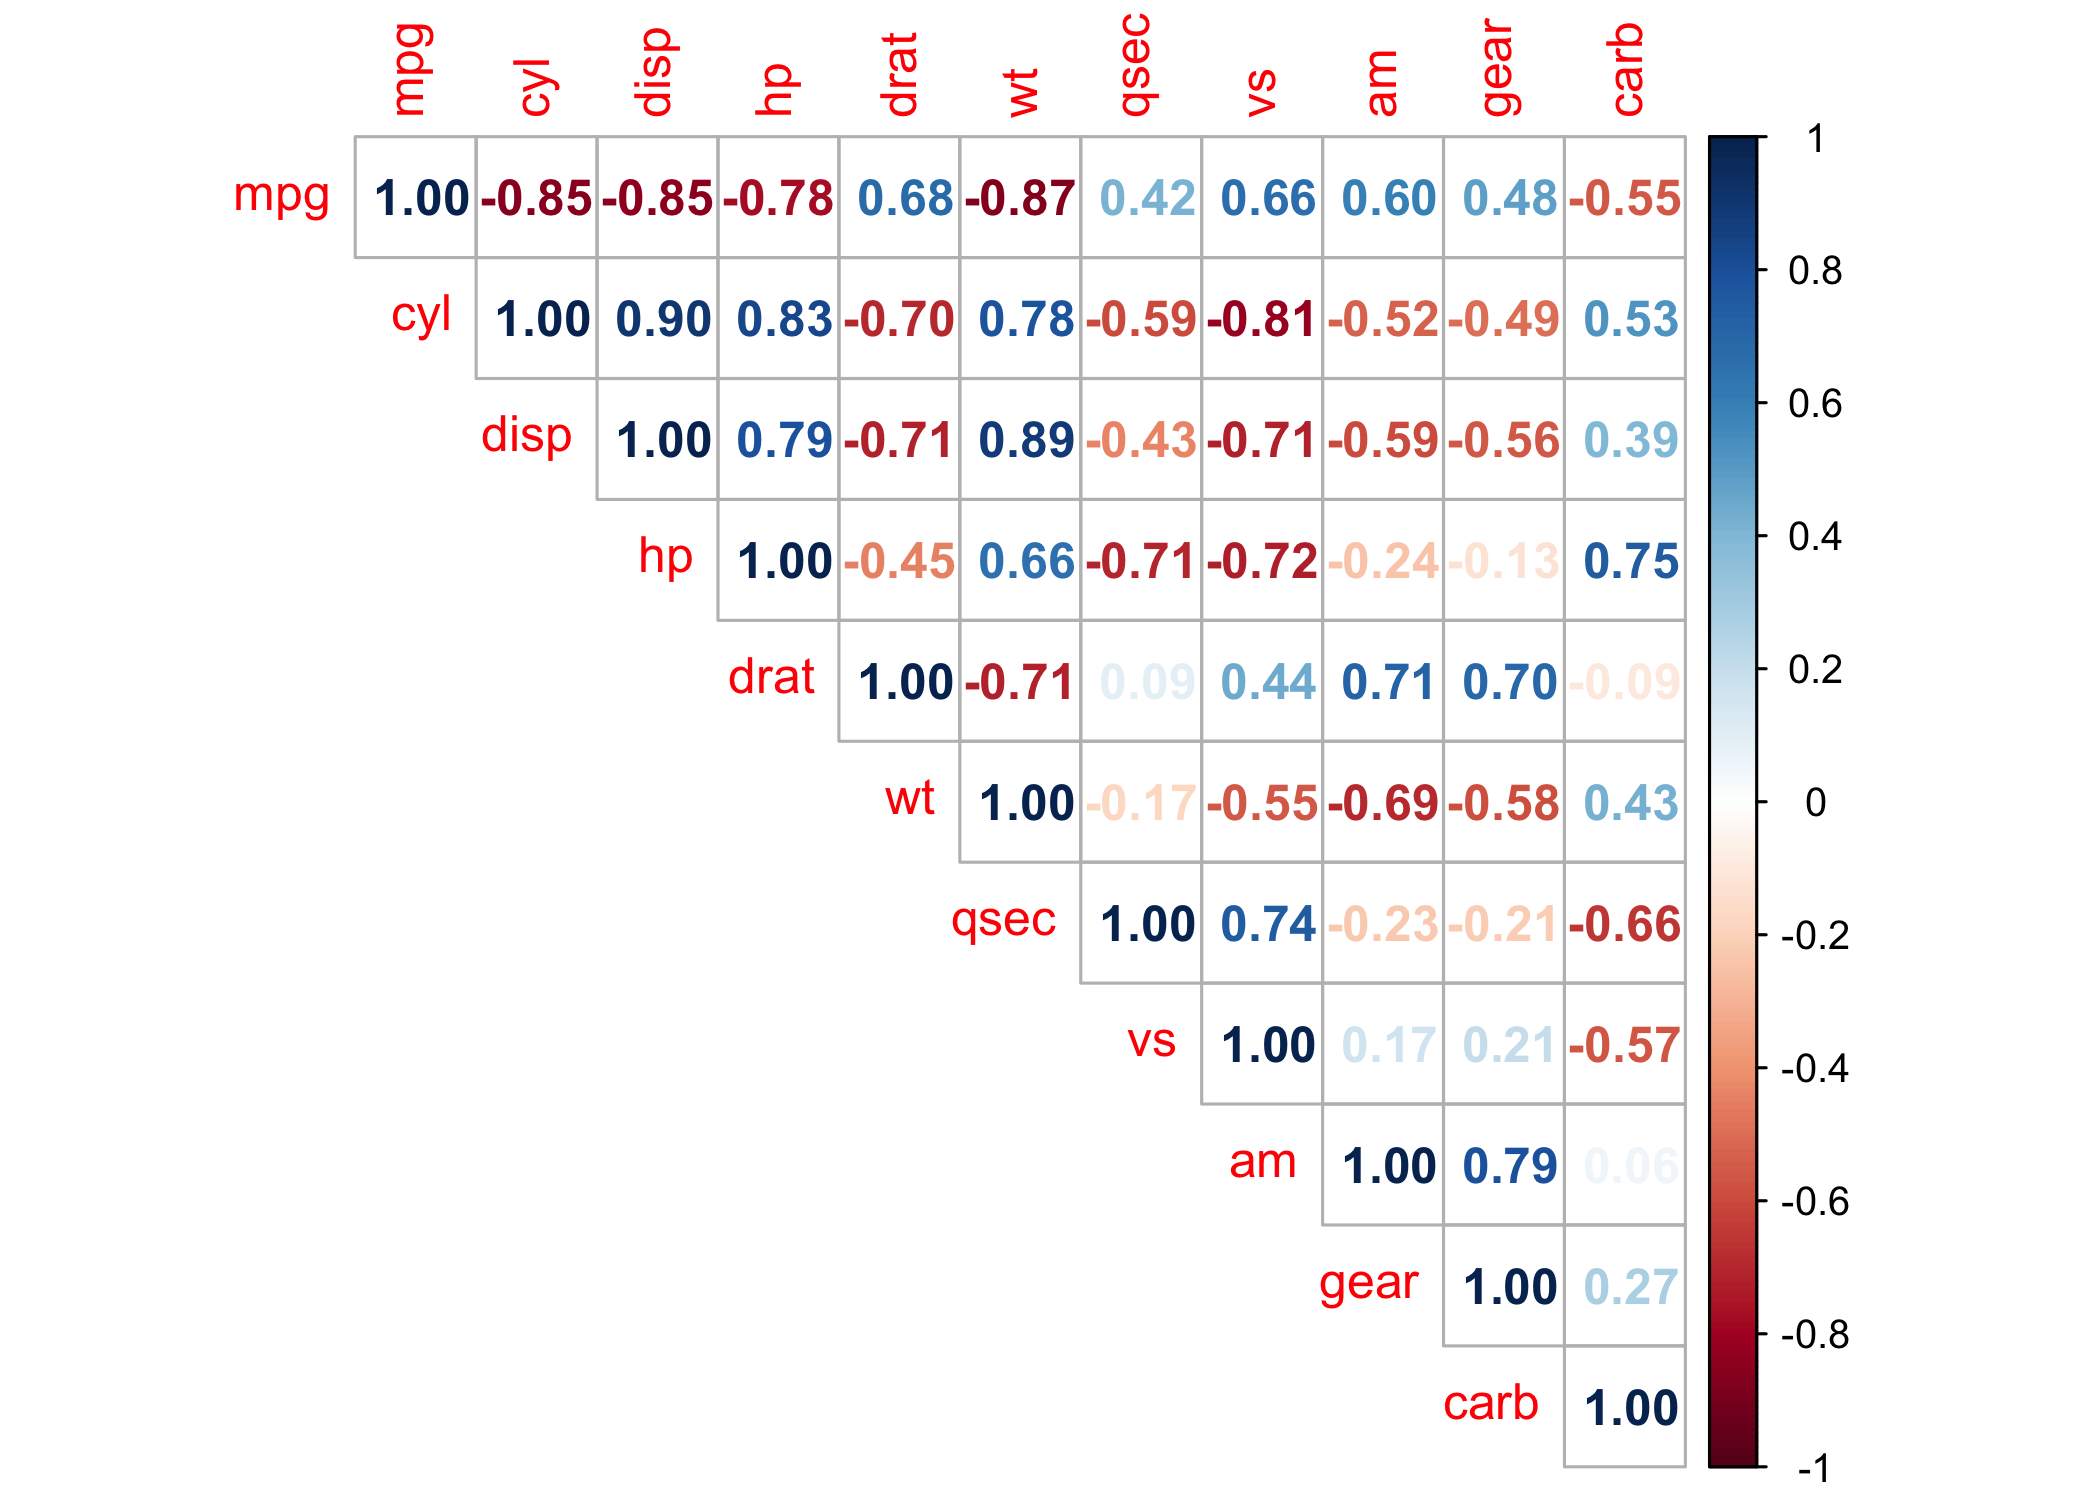 mpg cyl disp hp drat wt qsec vs am gear carb
mpg 1.00 -0.85 -0.85 -0.78 0.68 -0.87 0.42 0.66 0.60 0.48 -0.55
cyl 1.00 0.90 0.83 -0.70 0.78 -0.59 -0.81 -0.52 -0.49 0.53
disp 1.00 0.79 -0.71 0.89 -0.43 -0.71 -0.59 -0.56 0.39
hp 1.00 -0.45 0.66 -0.71 -0.72 -0.24 -0.13 0.75
drat 1.00 -0.71 0.09 0.44 0.71 0.70 -0.09
wt 1.00 -0.17 -0.55 -0.69 -0.58 0.43
qsec 1.00 0.74 -0.23 -0.21 -0.66
vs 1.00 0.17 0.21 -0.57
am 1.00 0.79 0.06
gear 1.00 0.27
carb 1.00
1
0.8
0.6
0.4
0.2
0
-0.2
-0.4
-0.6
-0.8
-1